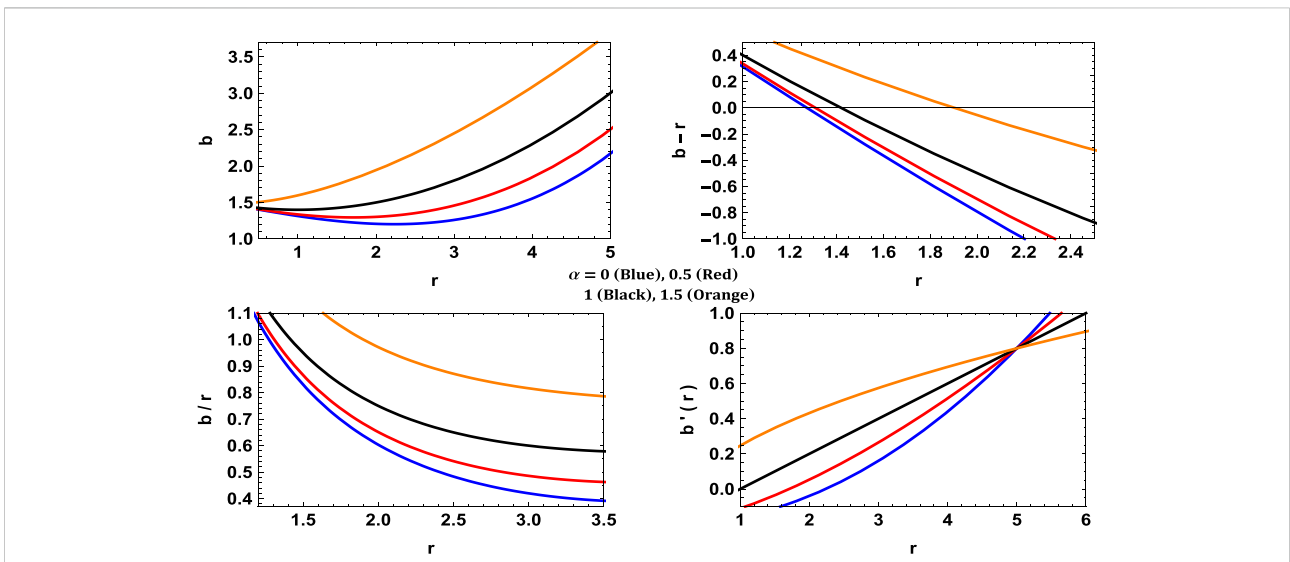 3.5
3.0
2.5
2.0
1.5
1.0
b
1 2 3 4 5
r
0.4
0.2
0.0
−0.2
−0.4
−0.6
−0.8
−1.0
b − r
1.0 1.2 1.4 1.6 1.8 2.0 2.2 2.4
r
α = 0 (Blue), 0.5 (Red)
1 (Black), 1.5 (Orange)
1.1
1.0
0.9
0.8
0.7
0.6
0.5
0.4
b / r
1.5 2.0 2.5 3.0 3.5
r
1.0
0.8
0.6
0.4
0.2
0.0
b ' ( r )
1 2 3 4 5 6
r